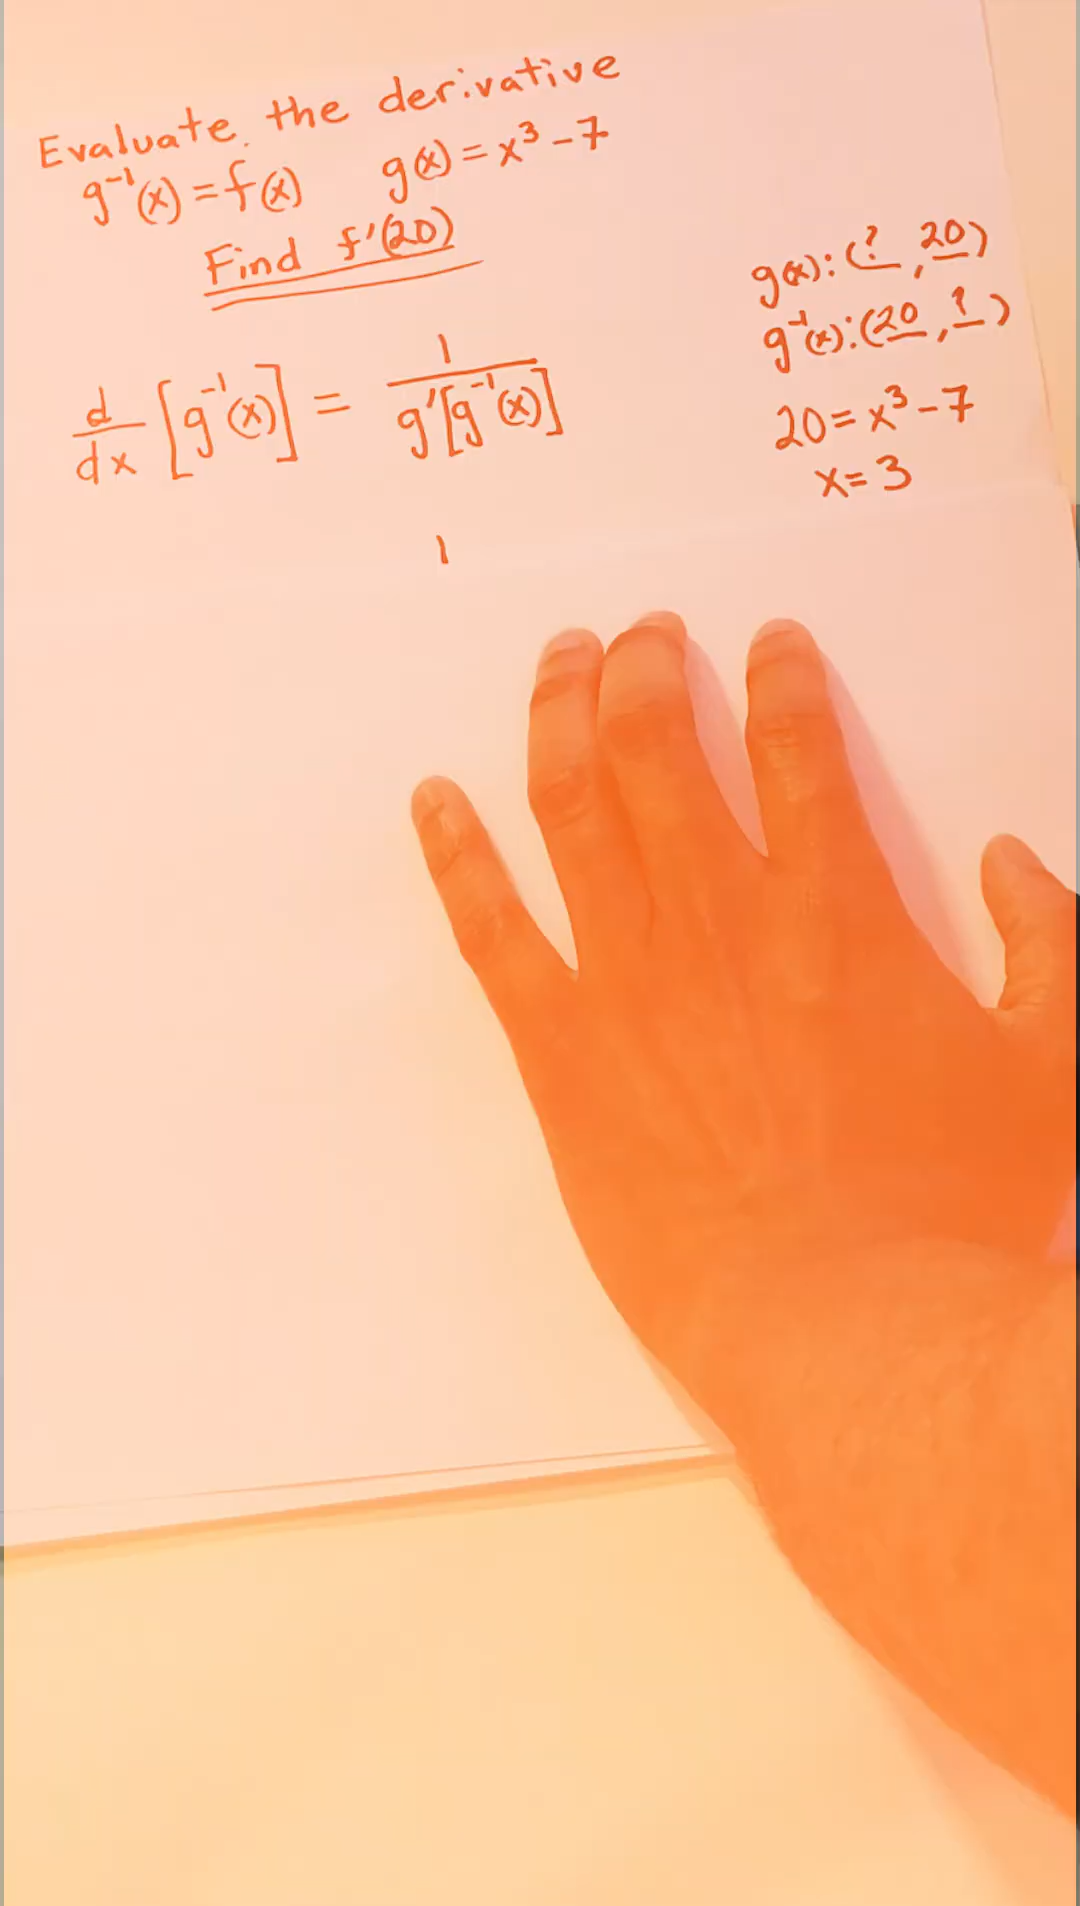 Evaluate the derivative
g⁻¹(x) = f(x)   g(x) = x³ - 7
Find f'(20)
d/dx [g⁻¹(x)] = 1/g'[g⁻¹(x)]
1
g(x): (?, 20)
g⁻¹(x): (20, ?)
20 = x³ - 7
x = 3